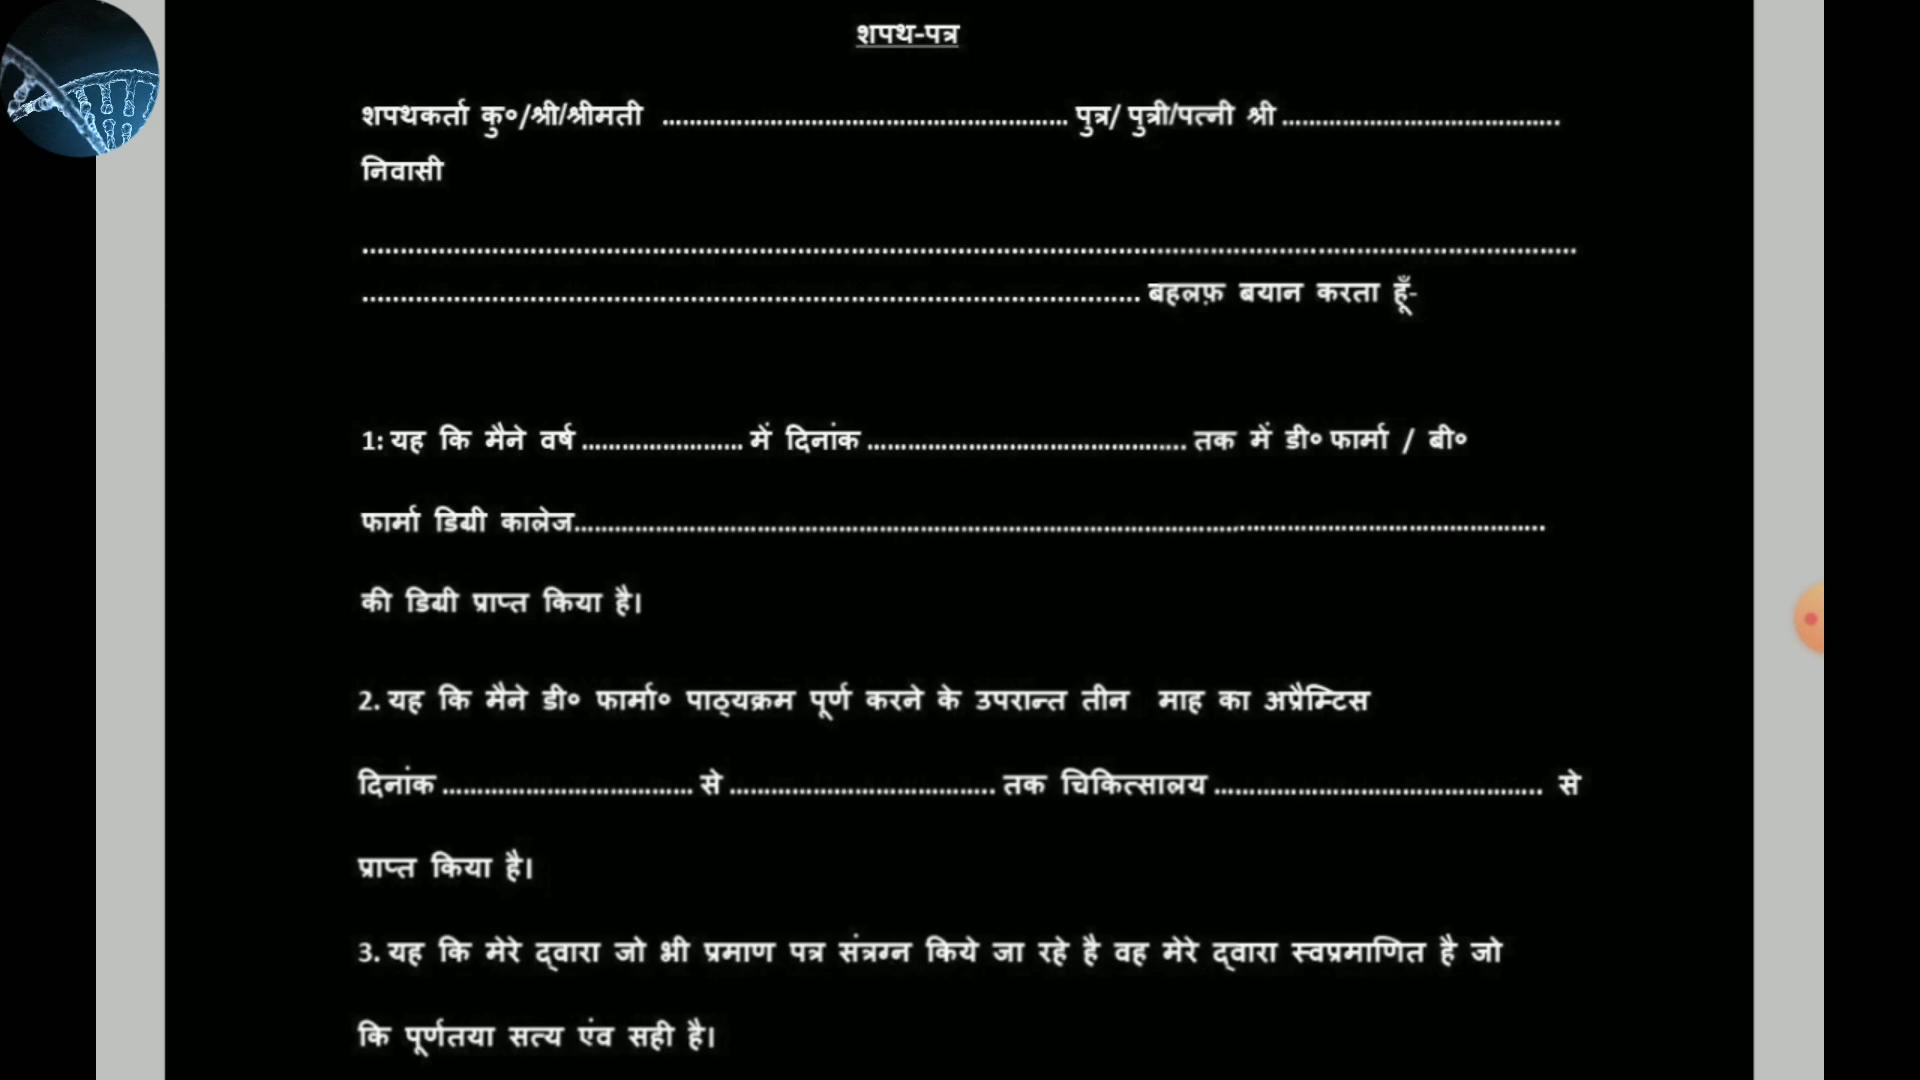 शपथ-पत्र
शपथकर्ता कु०/श्री/श्रीमती ............................................................ पुत्र/ पुत्री/पत्नी श्री .........................................
निवासी
................................................................................................................................................................
....................................................................................................... बहलफ़ बयान करता हूँ-
1: यह कि मैने वर्ष ........................ में दिनांक ............................................... तक में डी० फार्मा / बी०
फार्मा डिग्री कालेज................................................................................................................................
की डिग्री प्राप्त किया है।
2. यह कि मैने डी० फार्मा० पाठ्यक्रम पूर्ण करने के उपरान्त तीन माह का अप्रैम्टिस
दिनांक .................................... से ...................................... तक चिकित्सालय ............................................... से
प्राप्त किया है।
3. यह कि मेरे द्वारा जो भी प्रमाण पत्र संत्रग्न किये जा रहे है वह मेरे द्वारा स्वप्रमाणित है जो
कि पूर्णतया सत्य एंव सही है।